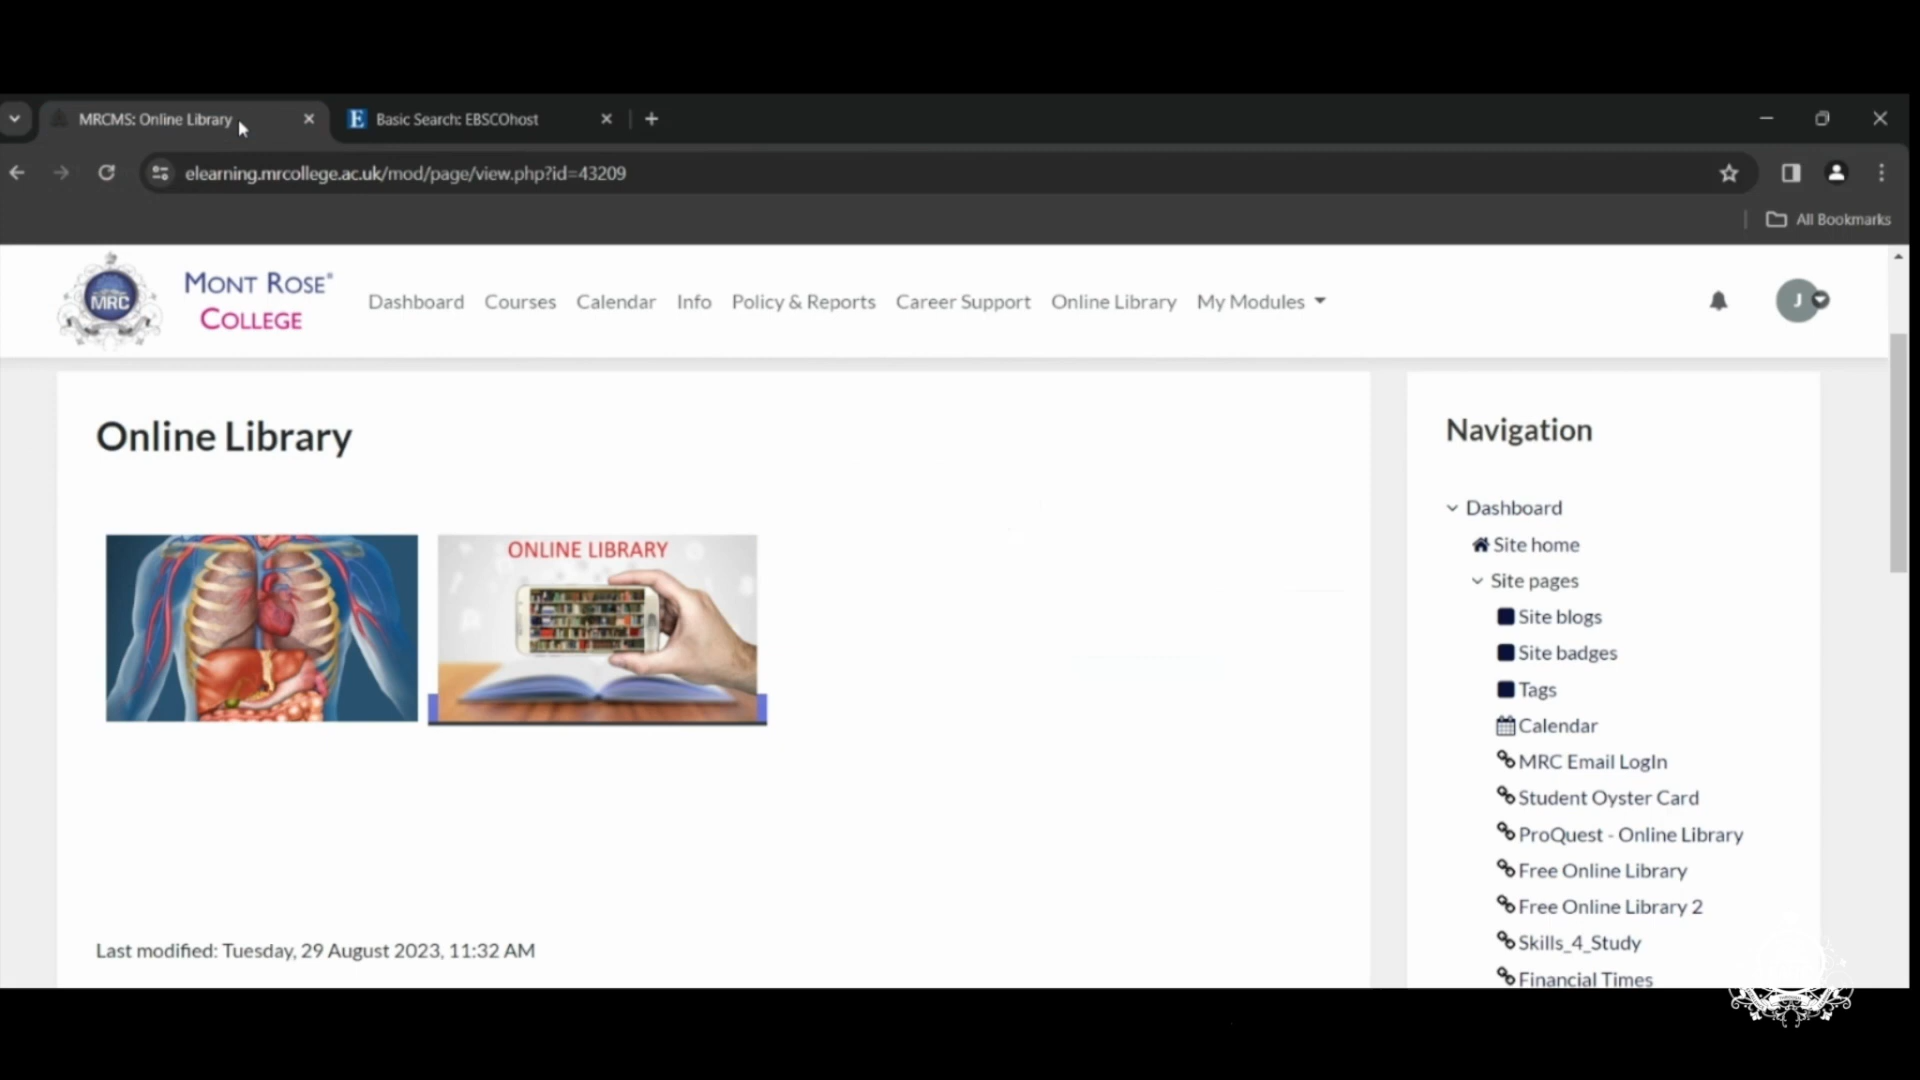 MRCMS: Online Library
Basic Search: EBSCOhost
elearning.mrcollege.ac.uk/mod/page/view.php?id=43209
All Bookmarks
MRC
MONT ROSE®
COLLEGE
Dashboard Courses Calendar Info Policy & Reports Career Support Online Library My Modules
J
Online Library
ONLINE LIBRARY
Last modified: Tuesday, 29 August 2023, 11:32 AM
Navigation
Dashboard
Site home
Site pages
Site blogs
Site badges
Tags
Calendar
MRC Email LogIn
Student Oyster Card
ProQuest - Online Library
Free Online Library
Free Online Library 2
Skills_4_Study
Financial Times